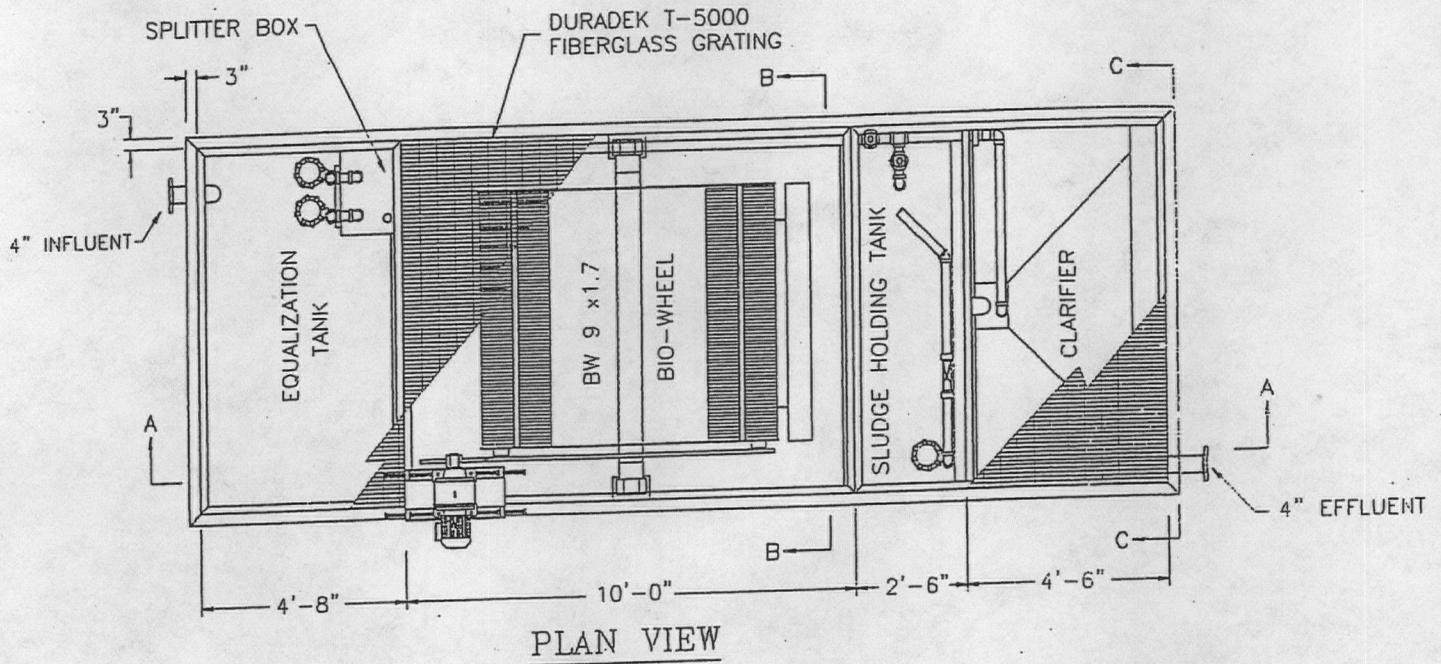 SPLITTER BOX
DURADEK T-5000
FIBERGLASS GRATING
3"
3"
B
C
4" INFLUENT
EQUALIZATION
TANK
BW 9 x1.7
BIO-WHEEL
SLUDGE HOLDING TANK
CLARIFIER
A
A
4" EFFLUENT
B
C
4'-8"
10'-0"
2'-6"
4'-6"
PLAN VIEW